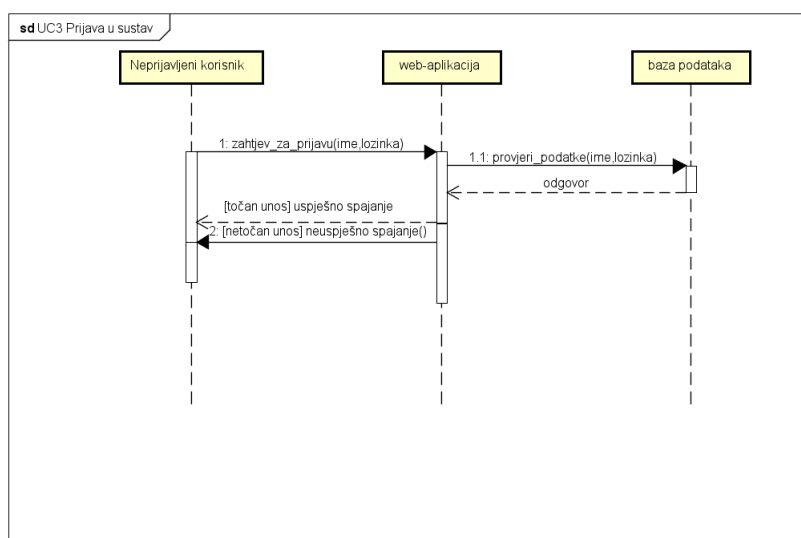 sd UC3 Prijava u sustav
Neprijavljeni korisnik
web-aplikacija
baza podataka
1: zahtjev_za_prijavu(ime,lozinka)
1.1: provjeri_podatke(ime,lozinka)
odgovor
[točan unos] uspješno spajanje
2: [netočan unos] neuspješno spajanje()